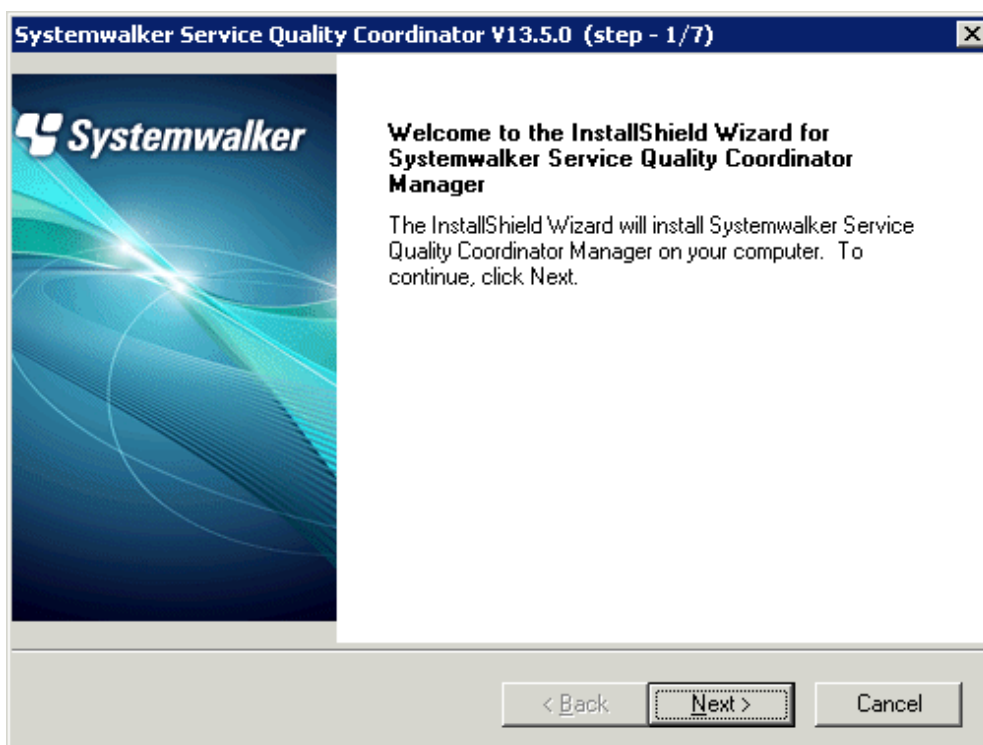 Systemwalker Service Quality Coordinator V13.5.0 (step - 1/7)
Systemwalker
Welcome to the InstallShield Wizard for
Systemwalker Service Quality Coordinator
Manager
The InstallShield Wizard will install Systemwalker Service
Quality Coordinator Manager on your computer. To
continue, click Next.
< Back
Next >
Cancel